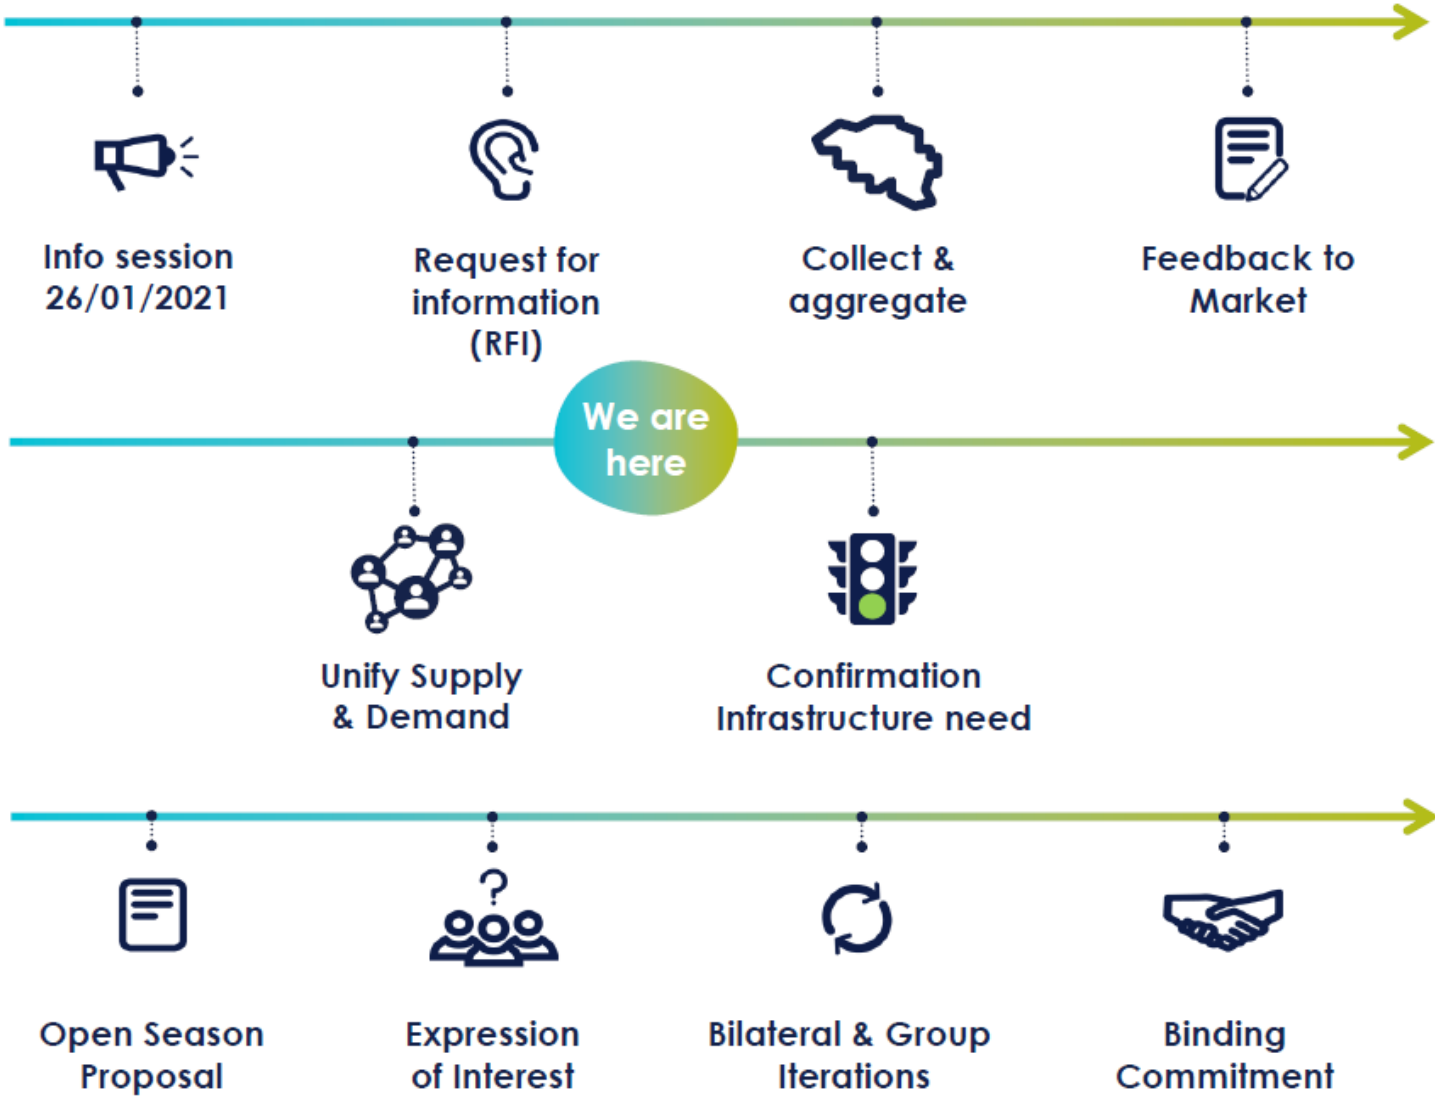 Info session
26/01/2021
Request for
information
(RFI)
Collect &
aggregate
Feedback to
Market
We are
here
Unify Supply
& Demand
Confirmation
Infrastructure need
?
Open Season
Proposal
Expression
of Interest
Bilateral & Group
Iterations
Binding
Commitment